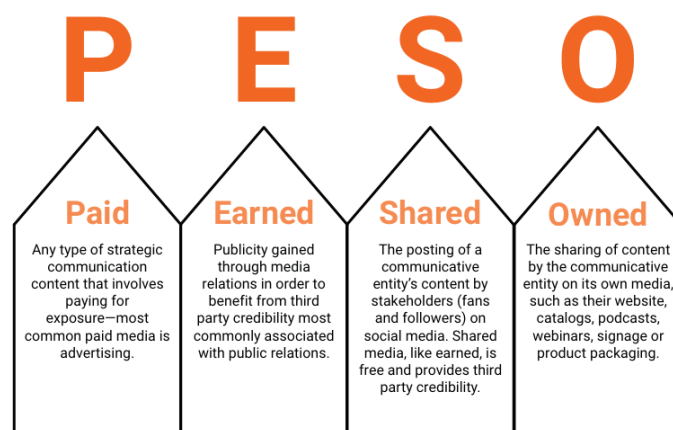 P E S O
Paid
Any type of strategic
communication
content that involves
paying for
exposure—most
common paid media is
advertising.
Earned
Publicity gained
through media
relations in order to
benefit from third
party credibility most
commonly associated
with public relations.
Shared
The posting of a
communicative
entity's content by
stakeholders (fans
and followers) on
social media. Shared
media, like earned, is
free and provides third
party credibility.
Owned
The sharing of content
by the communicative
entity on its own media,
such as their website,
catalogs, podcasts,
webinars, signage or
product packaging.